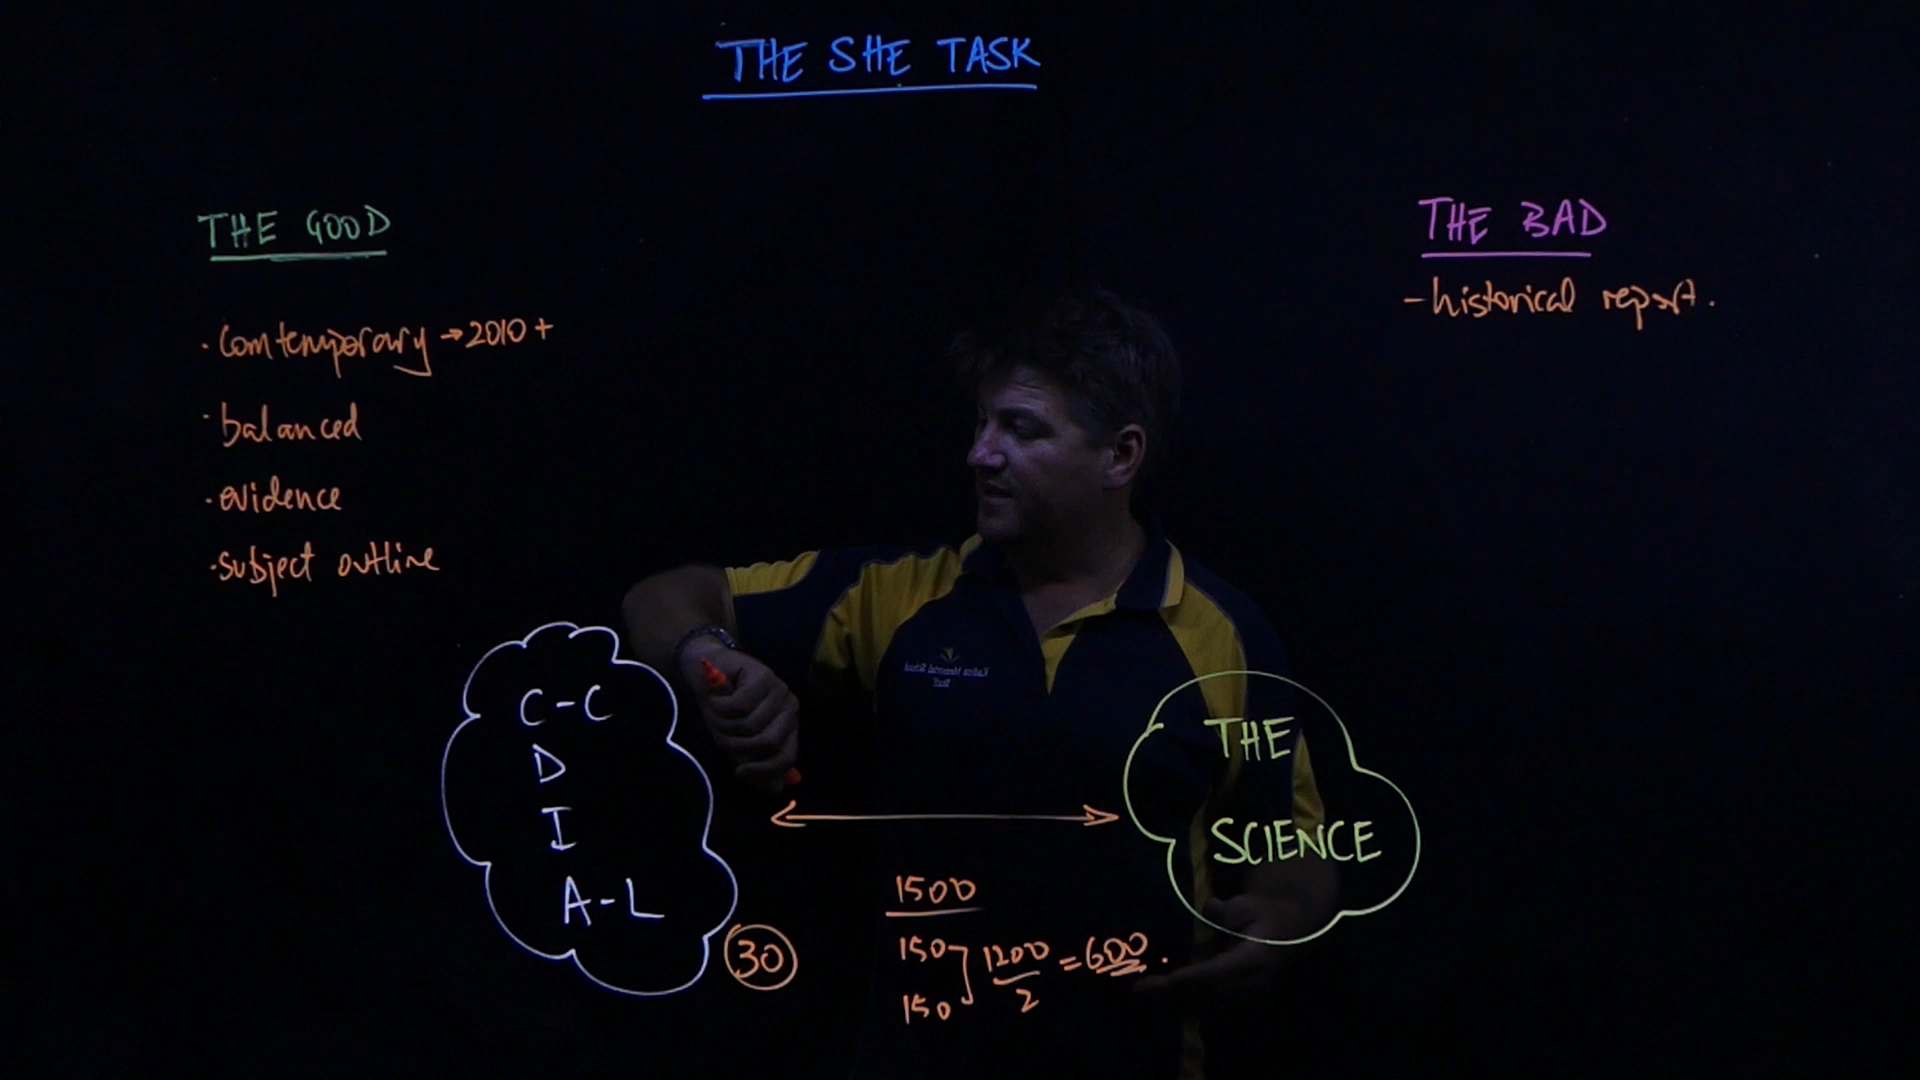 THE SHE TASK
THE GOOD
· Comtemporary → 2010 +
· balanced
· evidence
· subject outline
THE BAD
- historical report.
C - C
D
I
A - L
30
THE
SCIENCE
1500
150
150
1200
2
= 600.